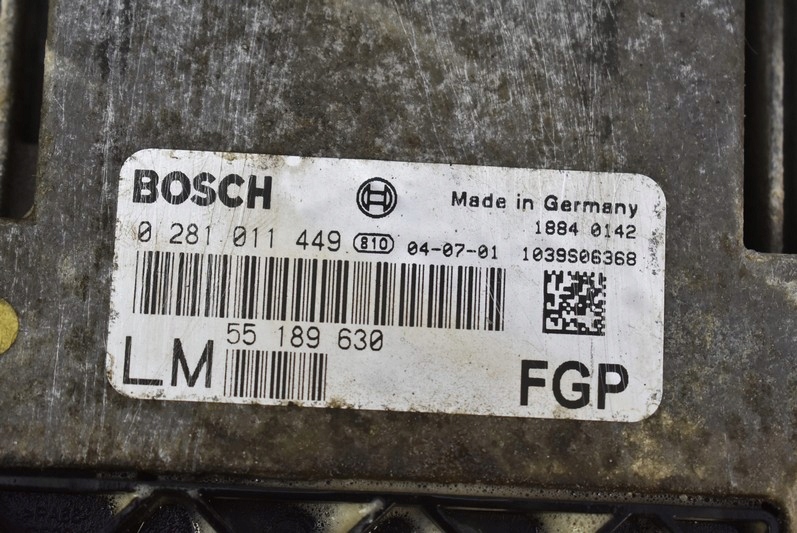 BOSCH
Made in Germany
1884 0142
0 281 011 449 810 04-07-01 1039S06368
55 189 630
LM
FGP